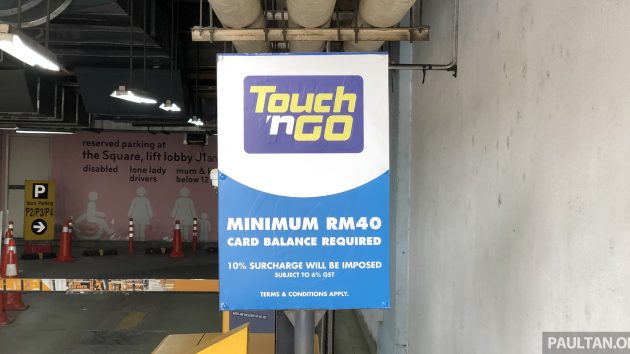 Touch
'nGO
MINIMUM RM40
CARD BALANCE REQUIRED
10% SURCHARGE WILL BE IMPOSED
SUBJECT TO 6% GST
TERMS & CONDITIONS APPLY.
reserved parking at
the Square, lift lobby J1 an
disabled
lone lady
drivers
mum & k
below 12
P
More Parking
P2/P3/P4
PAULTAN.O